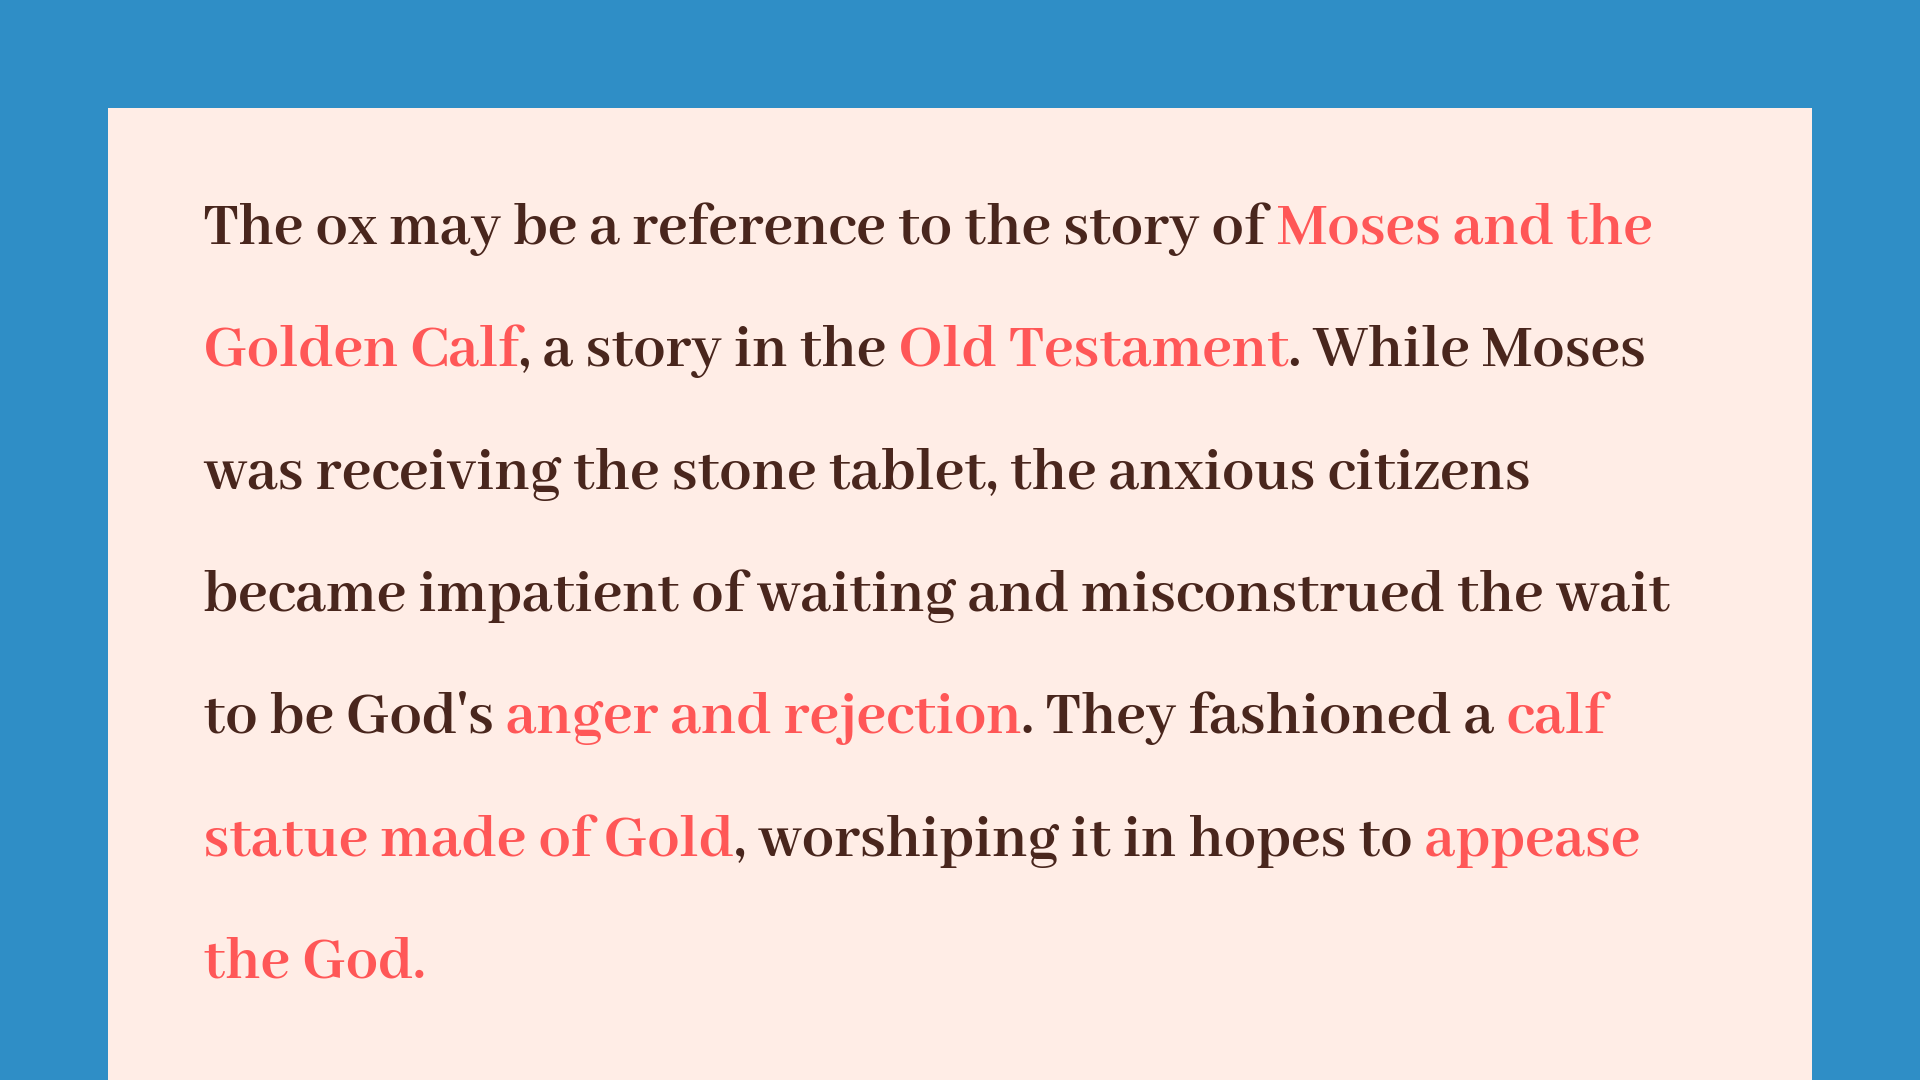 The ox may be a reference to the story of Moses and the
Golden Calf, a story in the Old Testament. While Moses
was receiving the stone tablet, the anxious citizens
became impatient of waiting and misconstrued the wait
to be God's anger and rejection. They fashioned a calf
statue made of Gold, worshiping it in hopes to appease
the God.